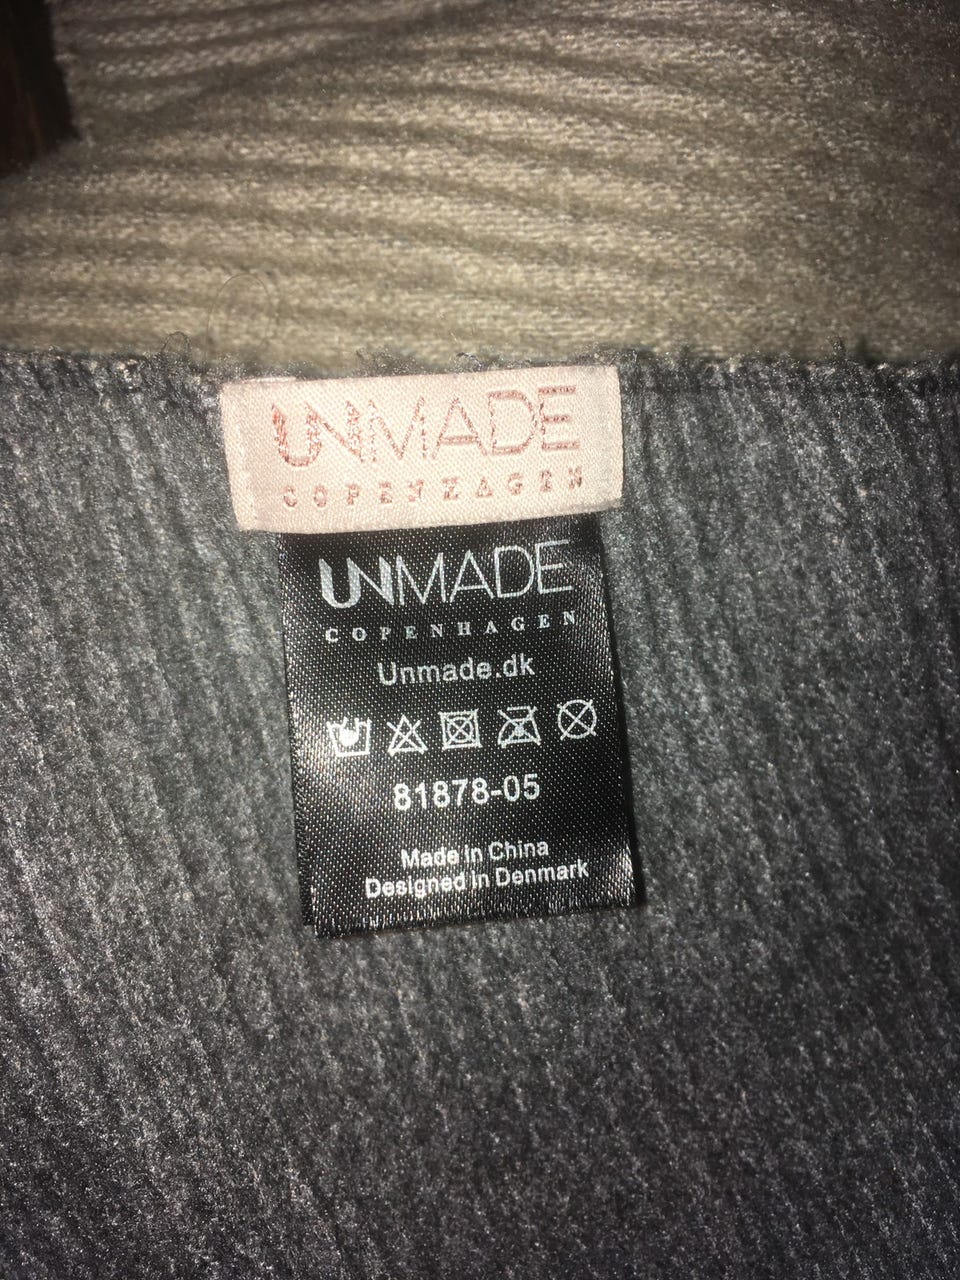 UNMADE
COPENHAGEN
UNMADE
COPENHAGEN
Unmade.dk
81878-05
Made in China
Designed in Denmark